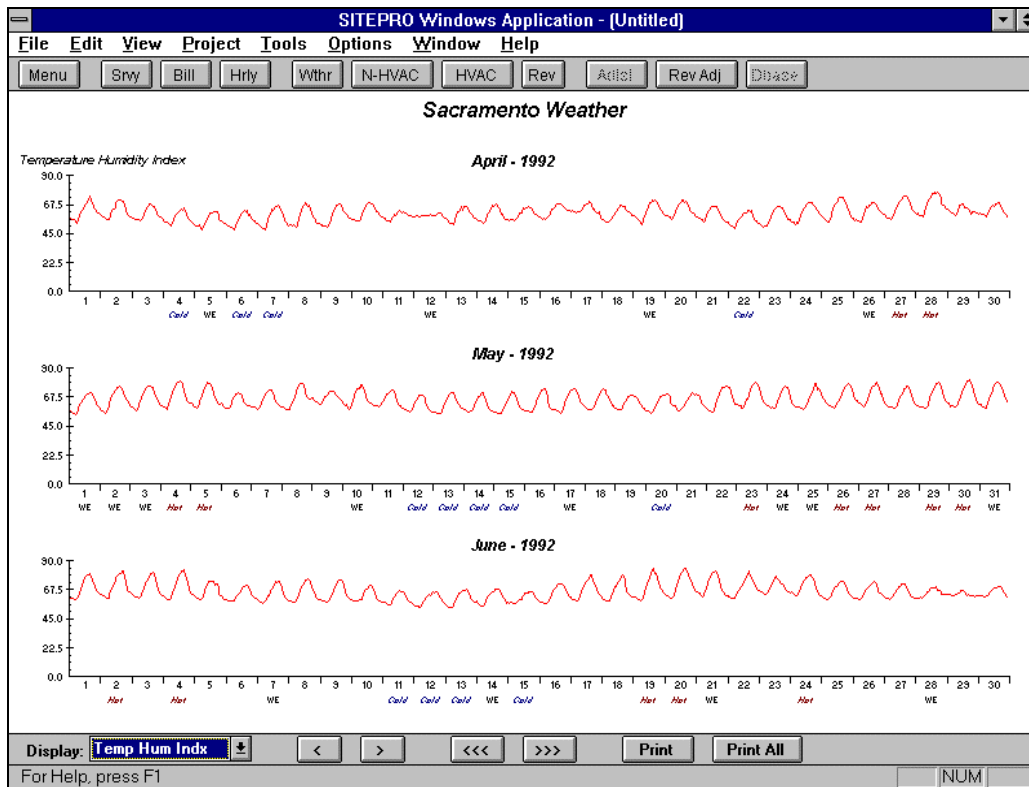 SITEPRO Windows Application - (Untitled)
File Edit View Project Tools Options Window Help
Menu Srvy Bill Hrly Wthr N-HVAC HVAC Rev Adjst Rev Adj Dbase
Sacramento Weather
Temperature Humidity Index
April - 1992
90.0
67.5
45.0
22.5
0.0
1 2 3 4 5 6 7 8 9 10 11 12 13 14 15 16 17 18 19 20 21 22 23 24 25 26 27 28 29 30
Cold WE Cold Cold WE WE Cold WE Hot Hot
May - 1992
90.0
67.5
45.0
22.5
0.0
1 2 3 4 5 6 7 8 9 10 11 12 13 14 15 16 17 18 19 20 21 22 23 24 25 26 27 28 29 30 31
WE WE WE Hot Hot WE Cold Cold Cold Cold WE Cold Hot WE WE Hot Hot Hot Hot WE
June - 1992
90.0
67.5
45.0
22.5
0.0
1 2 3 4 5 6 7 8 9 10 11 12 13 14 15 16 17 18 19 20 21 22 23 24 25 26 27 28 29 30
Hot Hot WE Cold Cold Cold WE Cold Hot Hot WE Hot WE
Display: Temp Hum Indx < > <<< >>> Print Print All
For Help, press F1 NUM